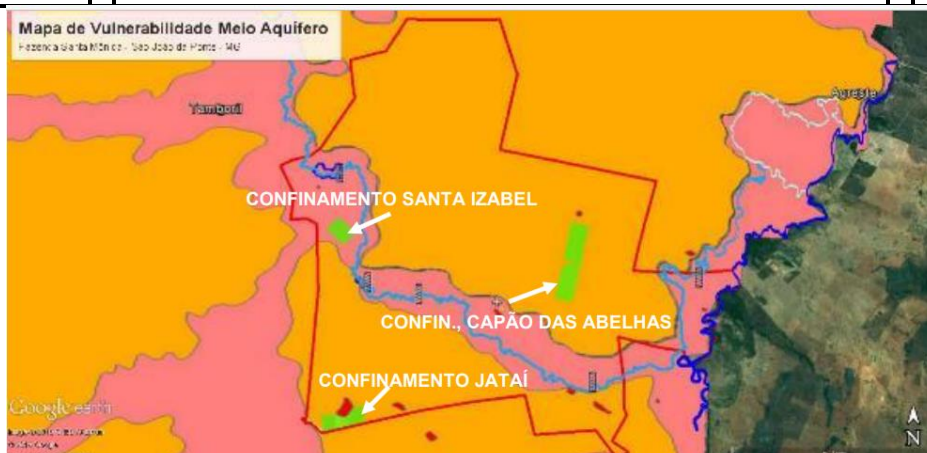 Mapa de Vulnerabilidade Meio Aquífero
Fazenda Santa Mônica - São João da Ponte - MG
Tamboril
Agreste
CONFINAMENTO SANTA IZABEL
CONFIN., CAPÃO DAS ABELHAS
CONFINAMENTO JATAÍ
Google earth
N